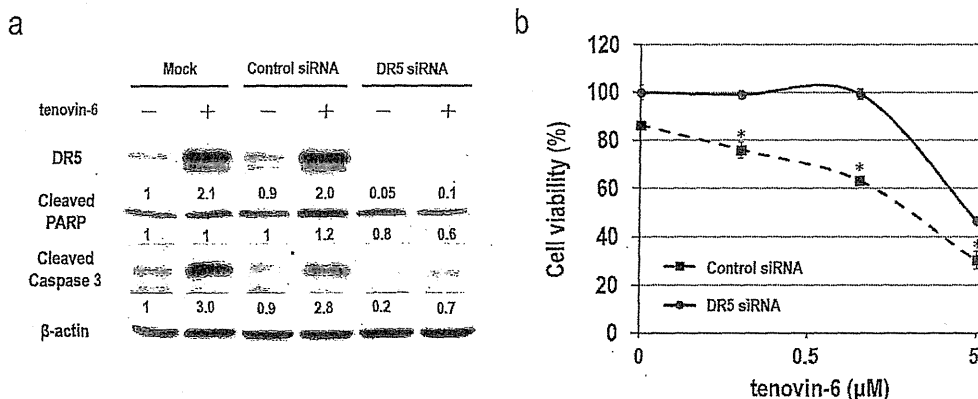 a
Mock Control siRNA DR5 siRNA
tenovin-6 − + − + − +
DR5
1 2.1 0.9 2.0 0.05 0.1
Cleaved
PARP
1 1 1 1.2 0.8 0.6
Cleaved
Caspase 3
1 3.0 0.9 2.8 0.2 0.7
β-actin
b
120
100
80
60
40
20
0
Cell viability (%)
* * *
Control siRNA
DR5 siRNA
0 0.5 5
tenovin-6 (μM)